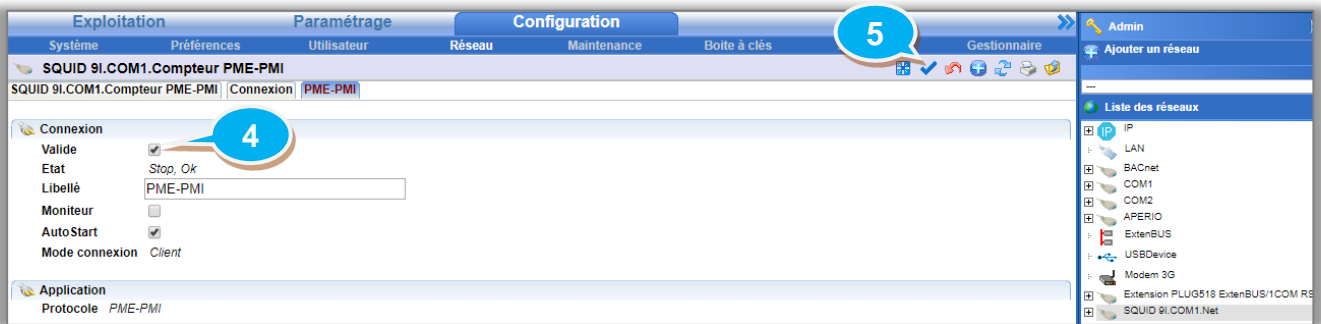 Exploitation Paramétrage Configuration
Système Préférences Utilisateur Réseau Maintenance Boite à clés Gestionnaire
5
SQUID 9I.COM1.Compteur PME-PMI
SQUID 9I.COM1.Compteur PME-PMI Connexion PME-PMI
Connexion
Valide
4
Etat Stop, Ok
Libellé PME-PMI
Moniteur
AutoStart
Mode connexion Client
Application
Protocole PME-PMI
Admin
Ajouter un réseau
---
Liste des réseaux
IP IP
LAN
BACnet
COM1
COM2
APERIO
ExtenBUS
USBDevice
Modem 3G
Extension PLUG518 ExtenBUS/1COM RS
SQUID 9I.COM1.Net